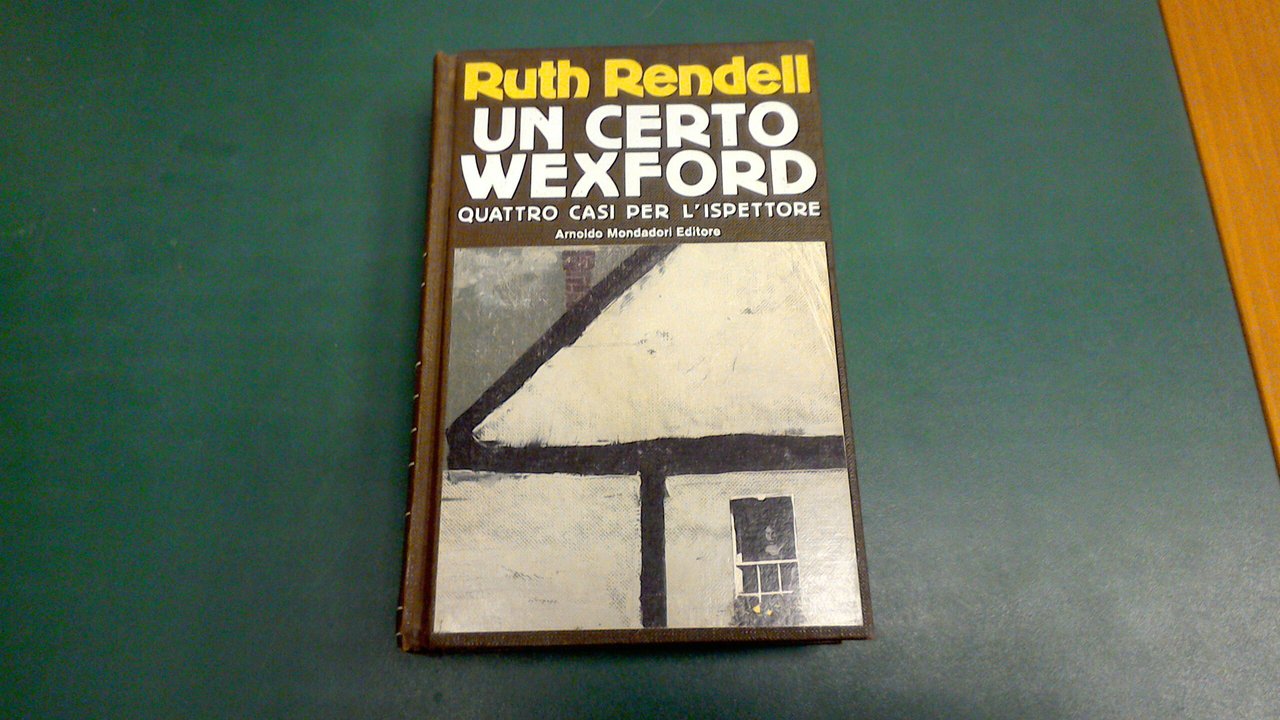 Ruth Rendell
UN CERTO
WEXFORD
QUATTRO CASI PER L'ISPETTORE
Arnoldo Mondadori Editore